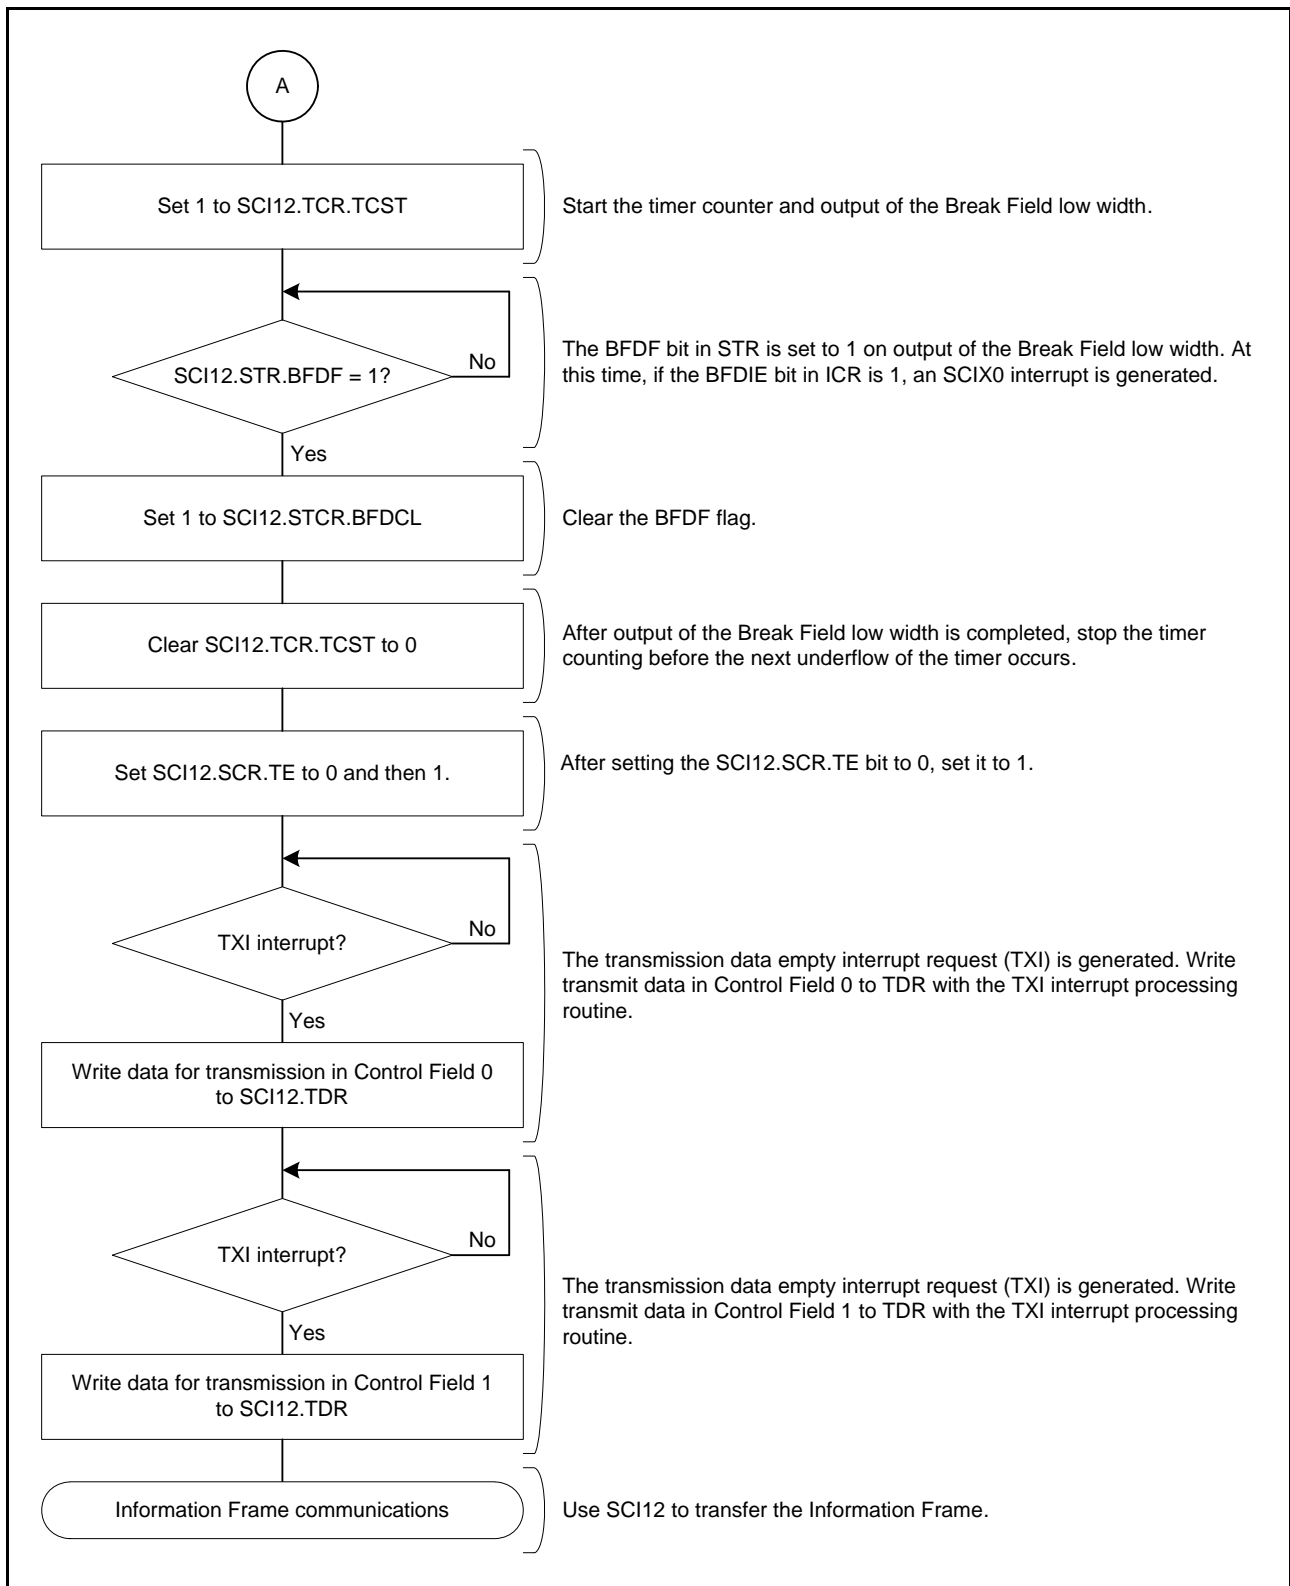 A
Set 1 to SCI12.TCR.TCST
Start the timer counter and output of the Break Field low width.
SCI12.STR.BFDF = 1?
No
The BFDF bit in STR is set to 1 on output of the Break Field low width. At
this time, if the BFDIE bit in ICR is 1, an SCIX0 interrupt is generated.
Yes
Set 1 to SCI12.STCR.BFDCL
Clear the BFDF flag.
Clear SCI12.TCR.TCST to 0
After output of the Break Field low width is completed, stop the timer
counting before the next underflow of the timer occurs.
Set SCI12.SCR.TE to 0 and then 1.
After setting the SCI12.SCR.TE bit to 0, set it to 1.
TXI interrupt?
No
The transmission data empty interrupt request (TXI) is generated. Write
transmit data in Control Field 0 to TDR with the TXI interrupt processing
routine.
Yes
Write data for transmission in Control Field 0
to SCI12.TDR
TXI interrupt?
No
The transmission data empty interrupt request (TXI) is generated. Write
transmit data in Control Field 1 to TDR with the TXI interrupt processing
routine.
Yes
Write data for transmission in Control Field 1
to SCI12.TDR
Information Frame communications
Use SCI12 to transfer the Information Frame.